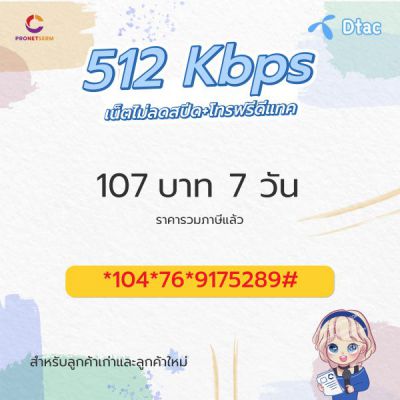 PRONETSERM
Dtac
512 Kbps
เน็ตไม่ลดสปีด+โทรฟรีดีแทค
107 บาท 7 วัน
ราคารวมภาษีแล้ว
*104*76*9175289#
สำหรับลูกค้าเก่าและลูกค้าใหม่